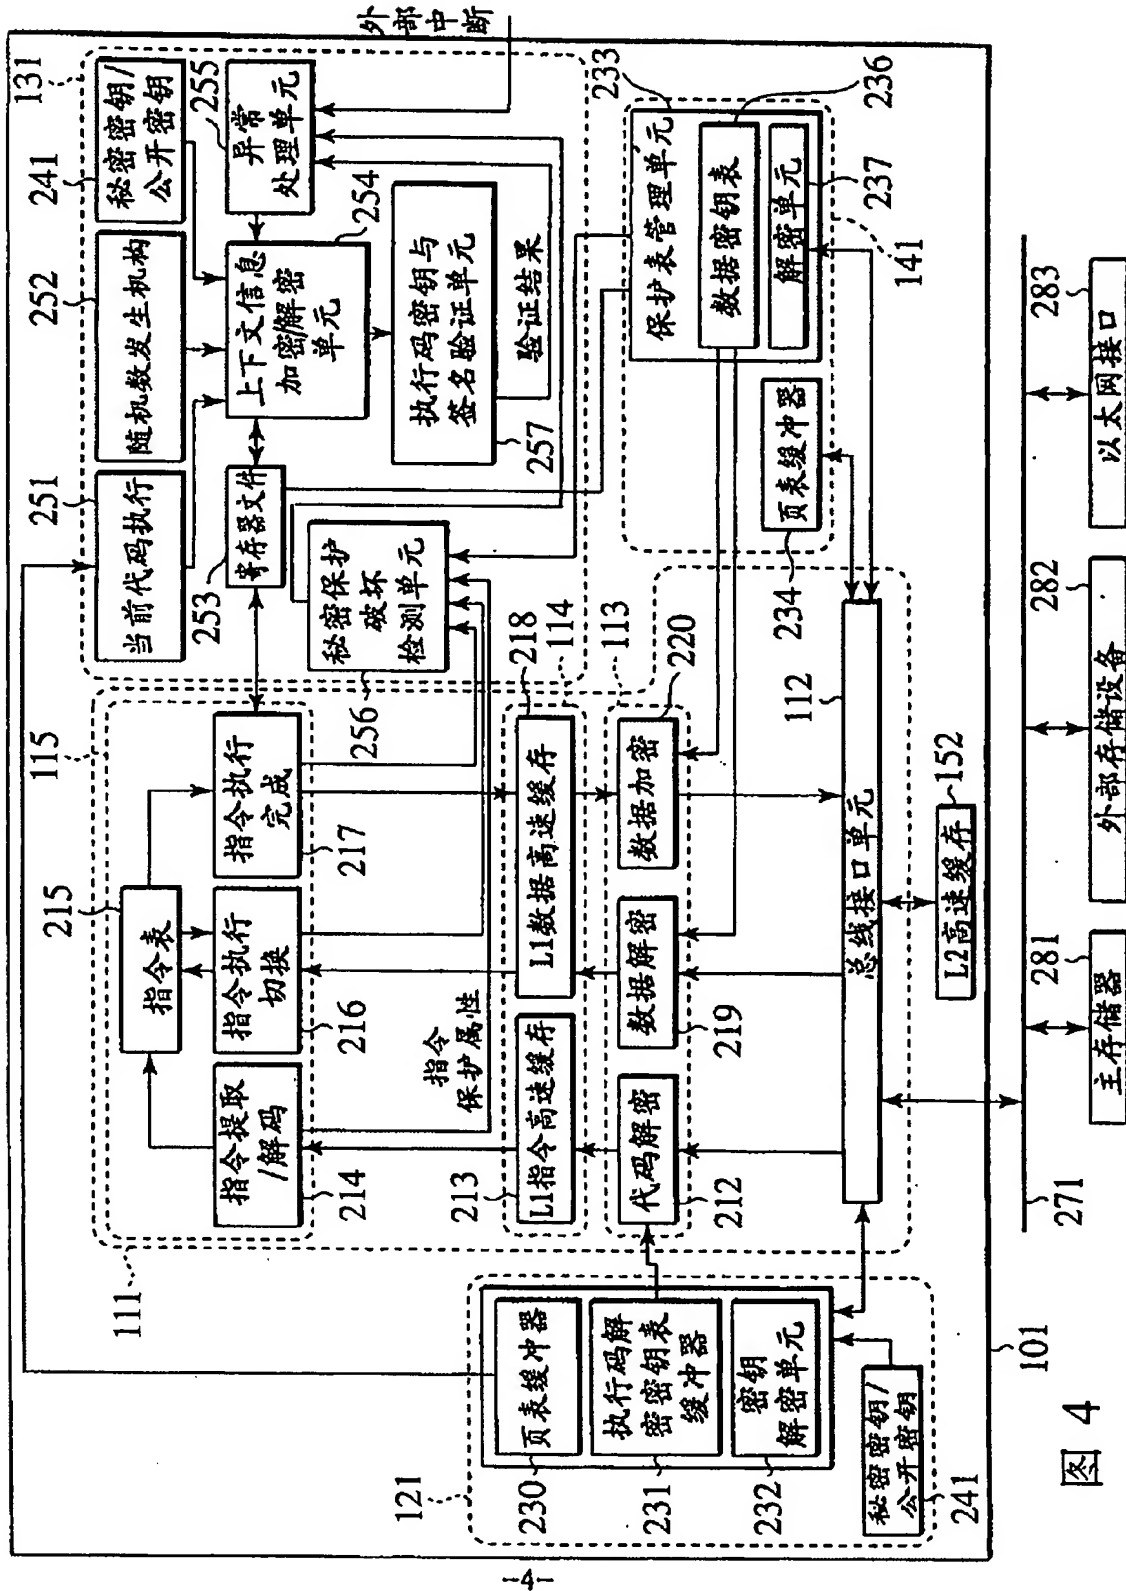 外部中断
131
秘密密钥/
公开密钥
241
255
异常
处理单元
252
随机数发生机构
254
上下文信息
加密/解密
单元
执行码密钥与
签名验证单元
257
验证结果
251
当前代码执行
253
寄存器文件
秘密保护
破坏
检测单元
256
233
236
保护表管理单元
数据密钥表
解密单元
237
141
页表缓冲器
234
115
215
指令表
指令执行
完成
217
指令执行
切换
216
指令提取
/解码
214
指令
保护属性
218
114
L1数据高速缓存
L1指令高速缓存
213
113
220
数据加密
数据解密
219
代码解密
212
112
总线接口单元
L2高速缓存
152
111
121
页表缓冲器
230
执行码解
密密钥表
缓冲器
231
密钥
解密单元
232
秘密密钥/
公开密钥
241
101
271
281
主存储器
282
外部存储设备
283
以太网接口
图 4
-4-